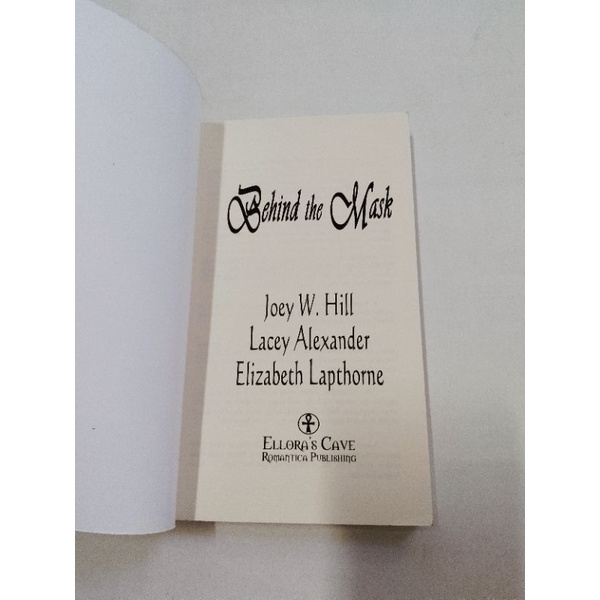 Behind the Mask
Joey W. Hill
Lacey Alexander
Elizabeth Lapthorne
ELLORA'S CAVE
ROMANTICA PUBLISHING